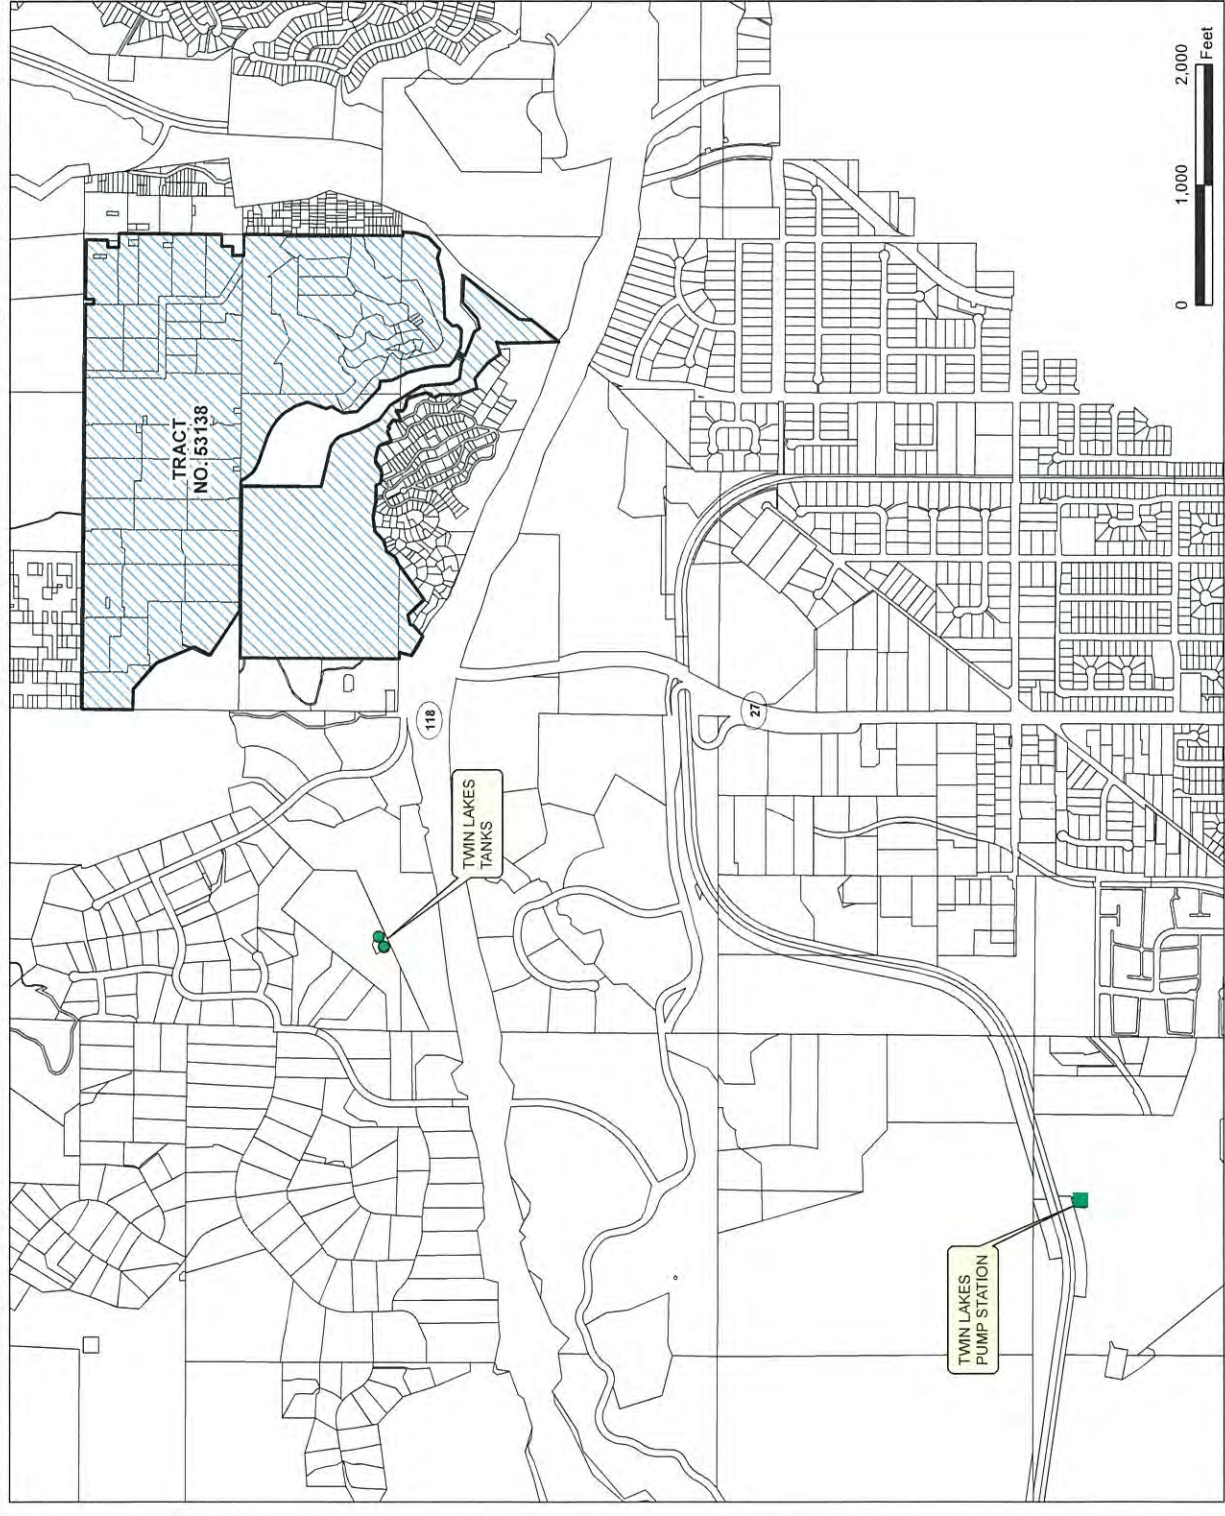 TRACT
NO. 53138
118
TWIN LAKES
TANKS
27
TWIN LAKES
PUMP STATION
0
1,000
2,000
Feet